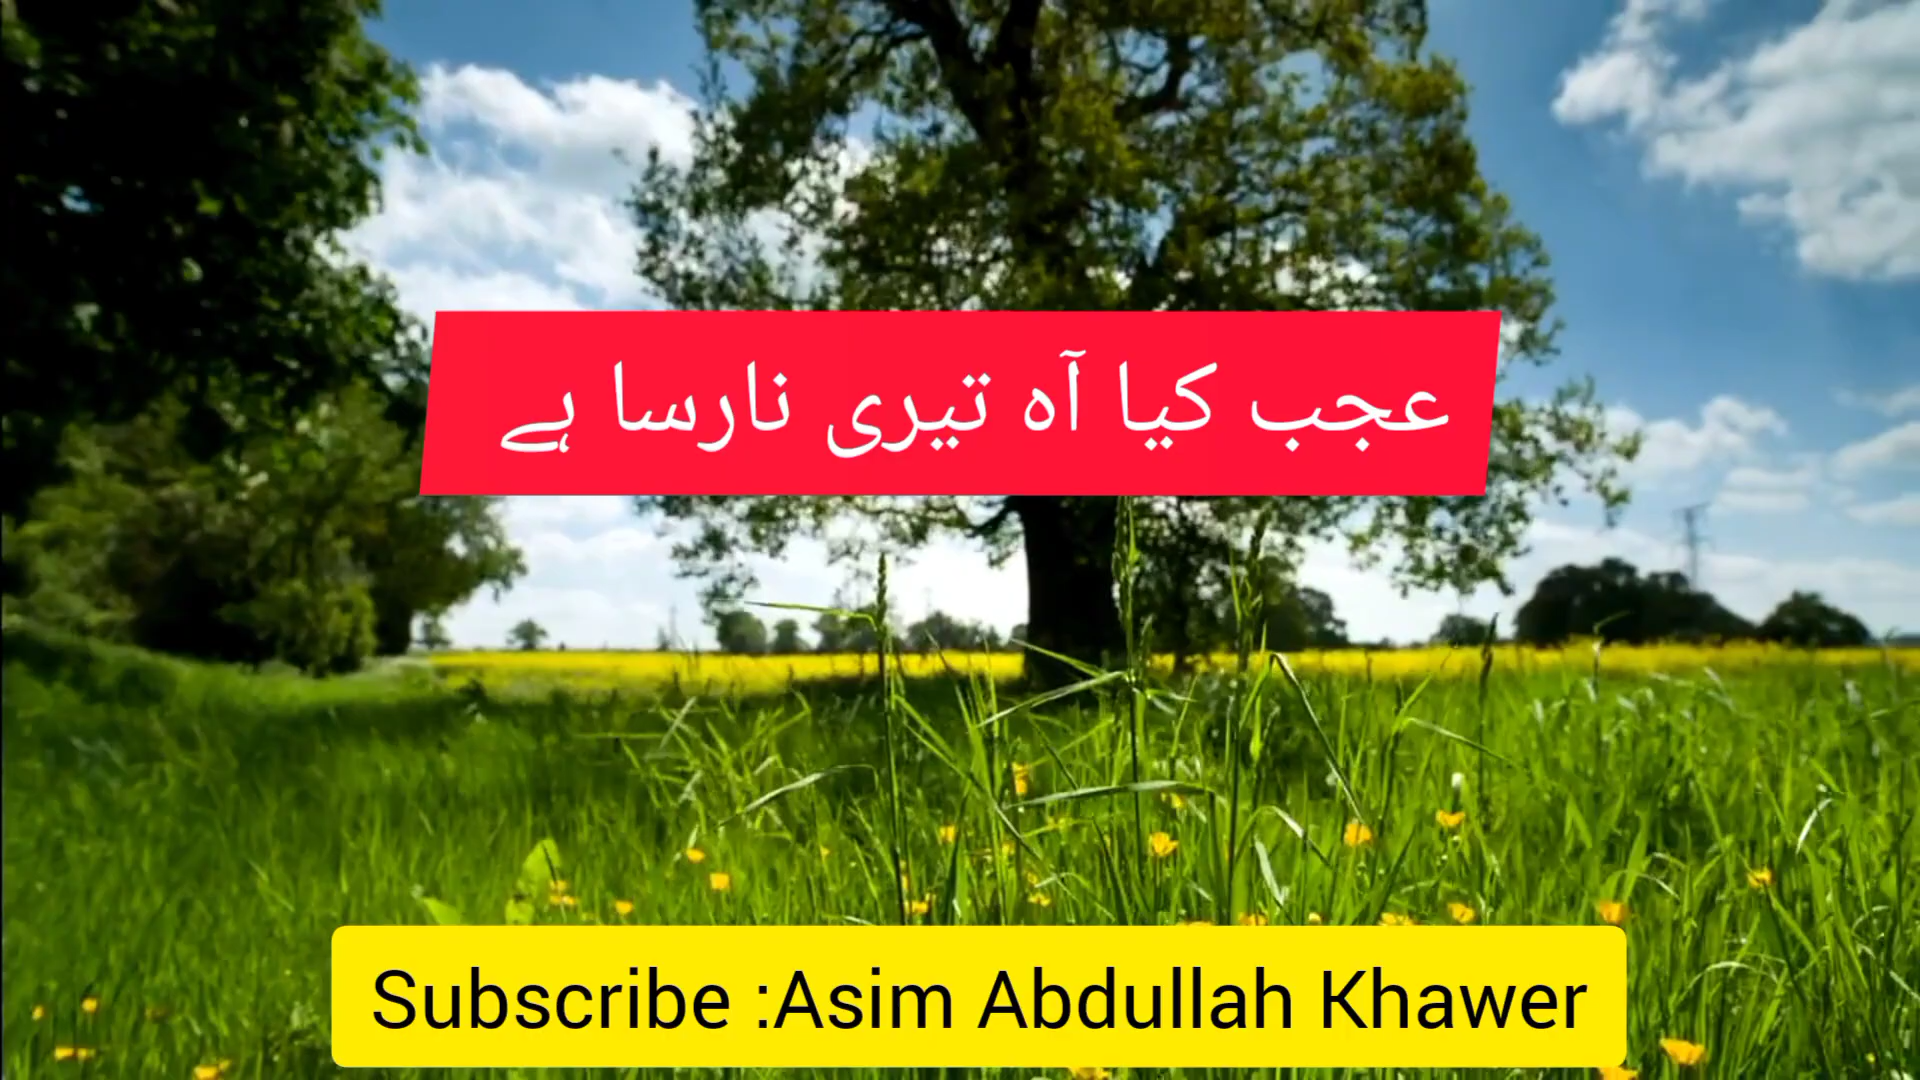 عجب کیا آہ تیری نارسا ہے
Subscribe :Asim Abdullah Khawer